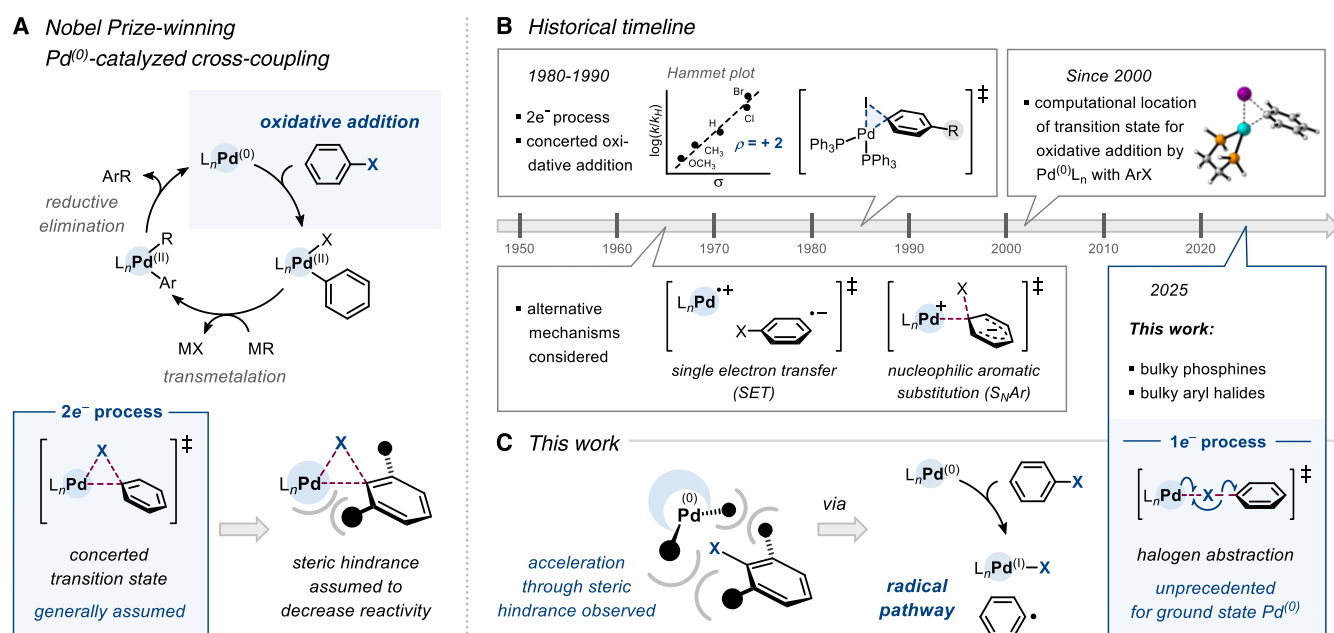 A Nobel Prize-winning
Pd(0)-catalyzed cross-coupling
oxidative addition
LnPd(0)
X
ArR
reductive
elimination
R
LnPd(II)
Ar
X
LnPd(II)
MX
MR
transmetalation
2e– process
X
LnPd
‡
concerted
transition state
generally assumed
X
LnPd
steric hindrance
assumed to
decrease reactivity
B Historical timeline
1980-1990
▪ 2e– process
▪ concerted oxi-
dative addition
Hammet plot
log(k/kH)
Br
Cl
H
CH3
OCH3
ρ = + 2
σ
I
Pd
Ph3P
PPh3
R
‡
Since 2000
▪ computational location
of transition state for
oxidative addition by
Pd(0)Ln with ArX
1950
1960
1970
1980
1990
2000
2010
2020
▪ alternative
mechanisms
considered
LnPd•+
X
•–
‡
single electron transfer
(SET)
X
LnPd+
–
‡
nucleophilic aromatic
substitution (SNAr)
2025
This work:
▪ bulky phosphines
▪ bulky aryl halides
1e– process
LnPd
X
‡
halogen abstraction
unprecedented
for ground state Pd(0)
C This work
(0)
Pd
X
acceleration
through steric
hindrance observed
via
LnPd(0)
X
LnPd(I)–X
radical
pathway